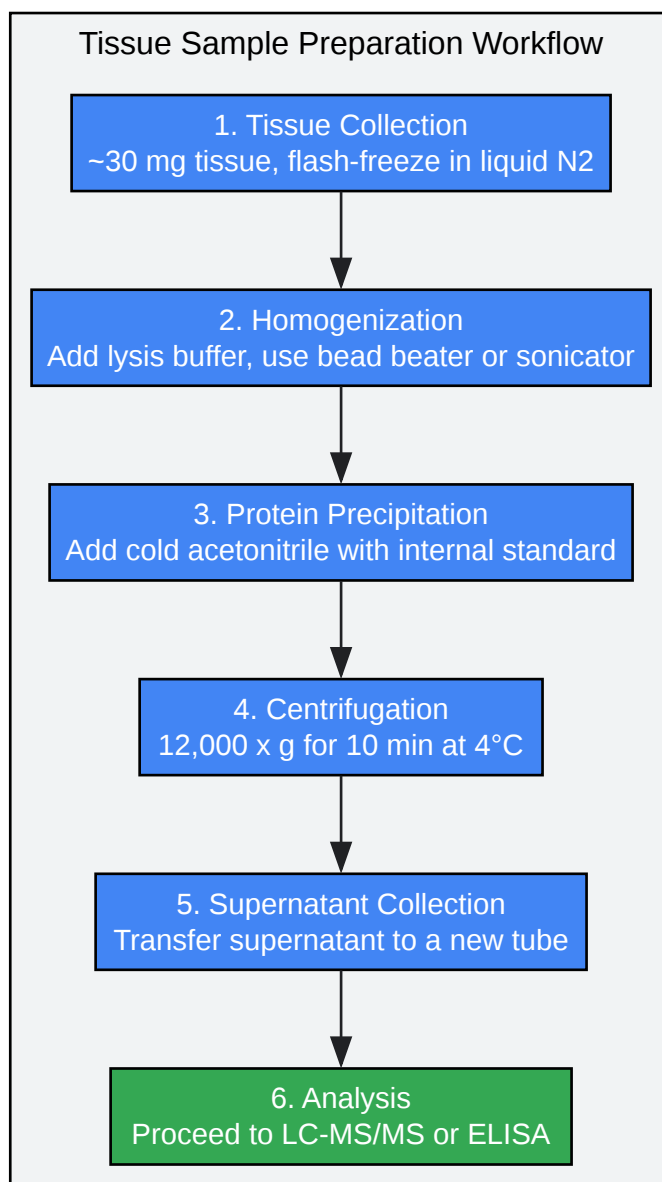 Tissue Sample Preparation Workflow
1. Tissue Collection
~30 mg tissue, flash-freeze in liquid N2
2. Homogenization
Add lysis buffer, use bead beater or sonicator
3. Protein Precipitation
Add cold acetonitrile with internal standard
4. Centrifugation
12,000 x g for 10 min at 4°C
5. Supernatant Collection
Transfer supernatant to a new tube
6. Analysis
Proceed to LC-MS/MS or ELISA